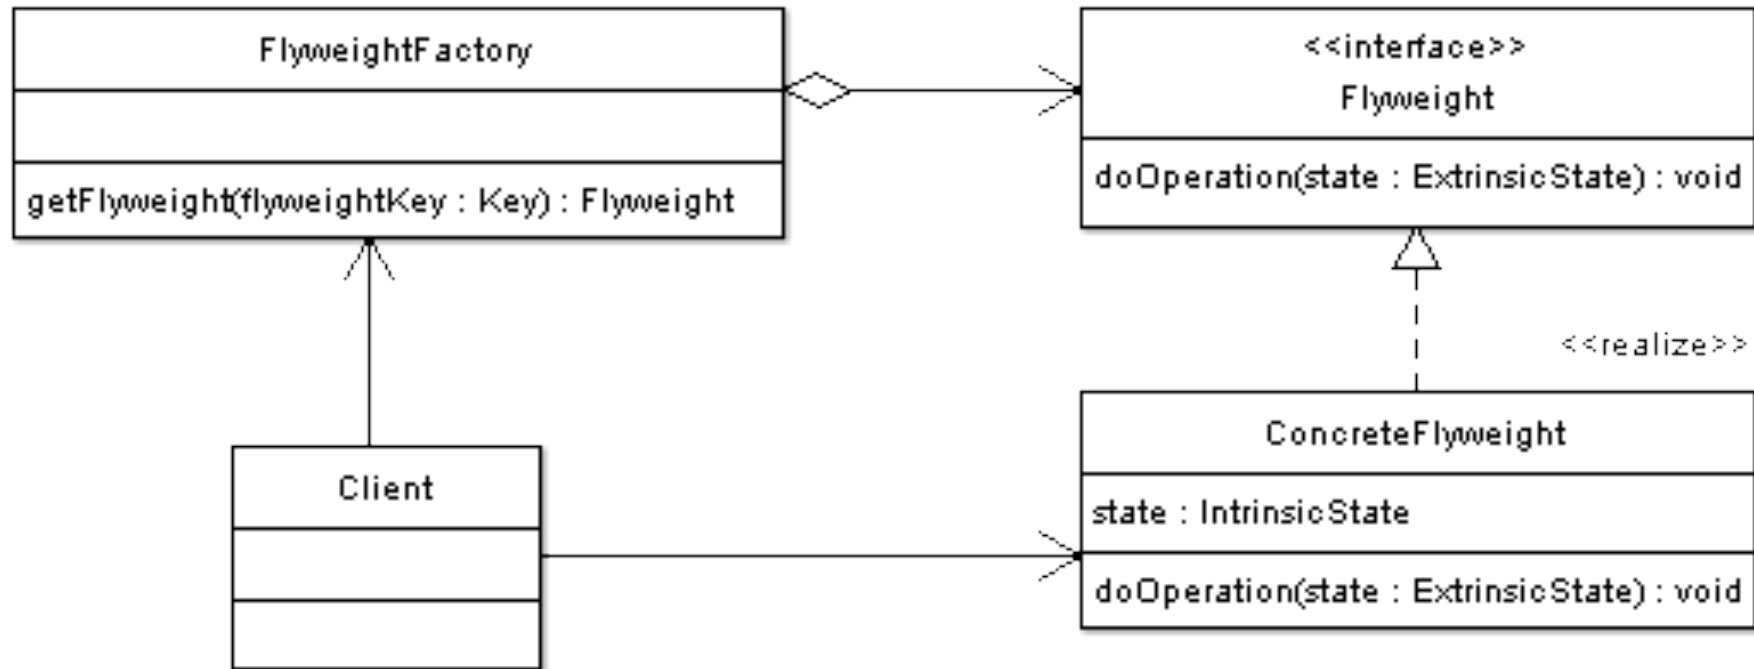 FlyweightFactory
getFlyweight(flyweightKey : Key) : Flyweight
<<interface>>
Flyweight
doOperation(state : ExtrinsicState) : void
<<realize>>
Client
ConcreteFlyweight
state : IntrinsicState
doOperation(state : ExtrinsicState) : void